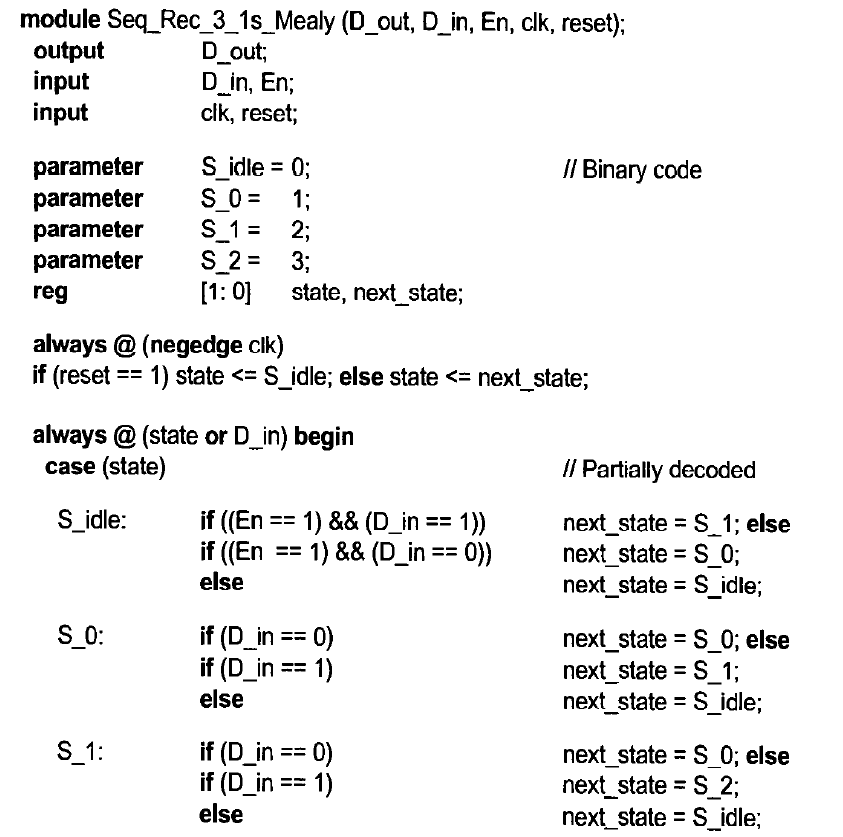 module Seq_Rec_3_1s_Mealy (D_out, D_in, En, clk, reset);
output D_out;
input D_in, En;
input clk, reset;
parameter S_idle = 0; // Binary code
parameter S_0 = 1;
parameter S_1 = 2;
parameter S_2 = 3;
reg [1: 0] state, next_state;
always @ (negedge clk)
if (reset == 1) state <= S_idle; else state <= next_state;
always @ (state or D_in) begin
case (state) // Partially decoded
S_idle: if ((En == 1) && (D_in == 1)) next_state = S_1; else
if ((En == 1) && (D_in == 0)) next_state = S_0;
else next_state = S_idle;
S_0: if (D_in == 0) next_state = S_0; else
if (D_in == 1) next_state = S_1;
else next_state = S_idle;
S_1: if (D_in == 0) next_state = S_0; else
if (D_in == 1) next_state = S_2;
else next_state = S_idle;